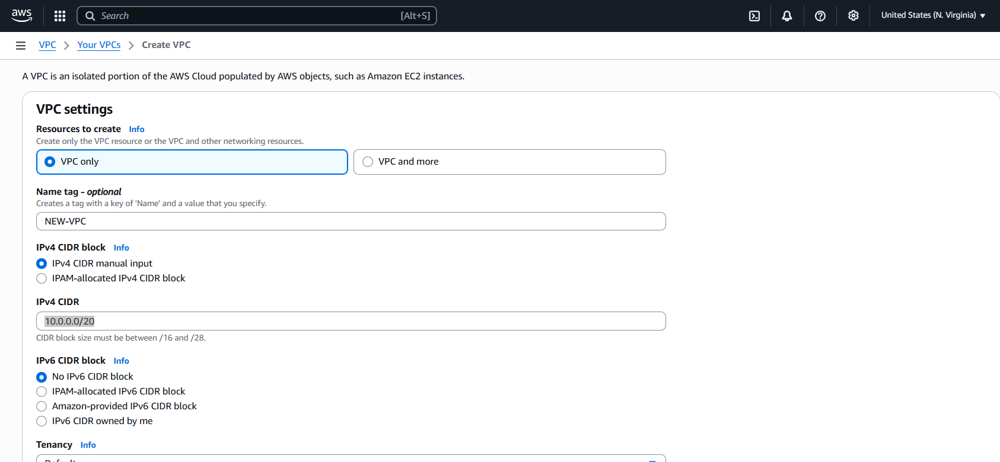 aws Search [Alt+S] United States (N. Virginia)
VPC Your VPCs Create VPC
A VPC is an isolated portion of the AWS Cloud populated by AWS objects, such as Amazon EC2 instances.
VPC settings
Resources to create Info
Create only the VPC resource or the VPC and other networking resources.
VPC only VPC and more
Name tag - optional
Creates a tag with a key of 'Name' and a value that you specify.
NEW-VPC
IPv4 CIDR block Info
IPv4 CIDR manual input
IPAM-allocated IPv4 CIDR block
IPv4 CIDR
10.0.0.0/20
CIDR block size must be between /16 and /28.
IPv6 CIDR block Info
No IPv6 CIDR block
IPAM-allocated IPv6 CIDR block
Amazon-provided IPv6 CIDR block
IPv6 CIDR owned by me
Tenancy Info
Default